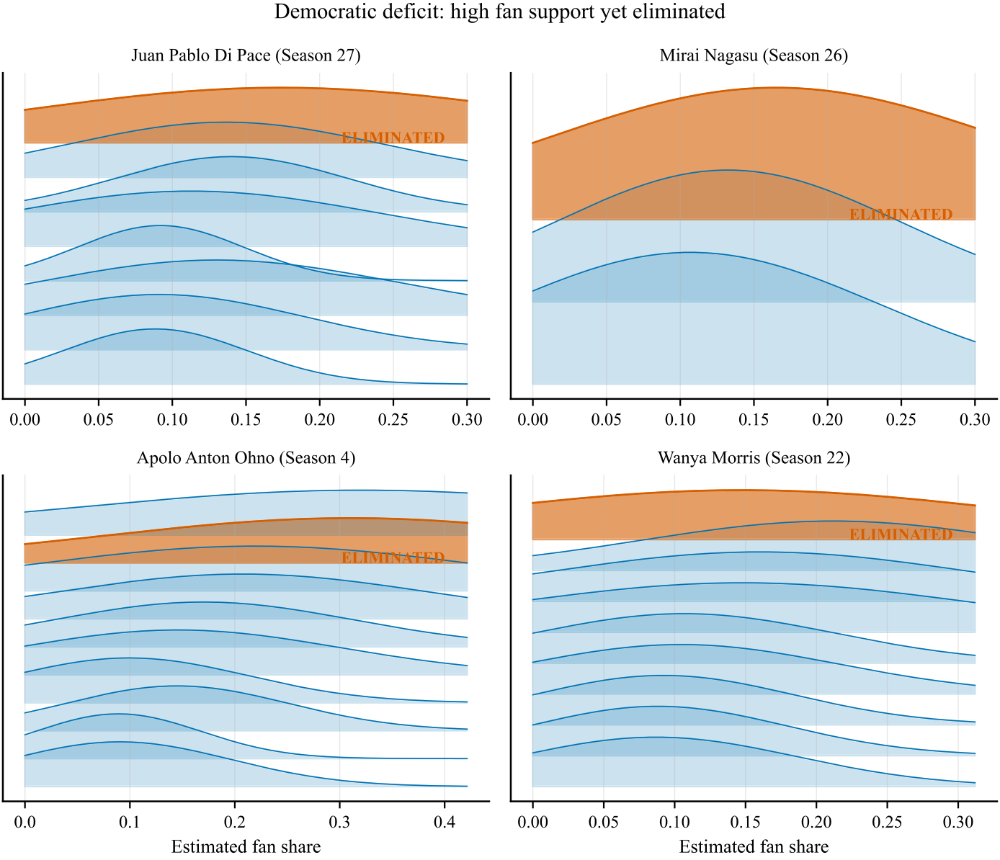 Democratic deficit: high fan support yet eliminated
Juan Pablo Di Pace (Season 27)
ELIMINATED
0.00 0.05 0.10 0.15 0.20 0.25 0.30
Mirai Nagasu (Season 26)
ELIMINATED
0.00 0.05 0.10 0.15 0.20 0.25 0.30
Apolo Anton Ohno (Season 4)
ELIMINATED
0.0 0.1 0.2 0.3 0.4
Estimated fan share
Wanya Morris (Season 22)
ELIMINATED
0.00 0.05 0.10 0.15 0.20 0.25 0.30
Estimated fan share